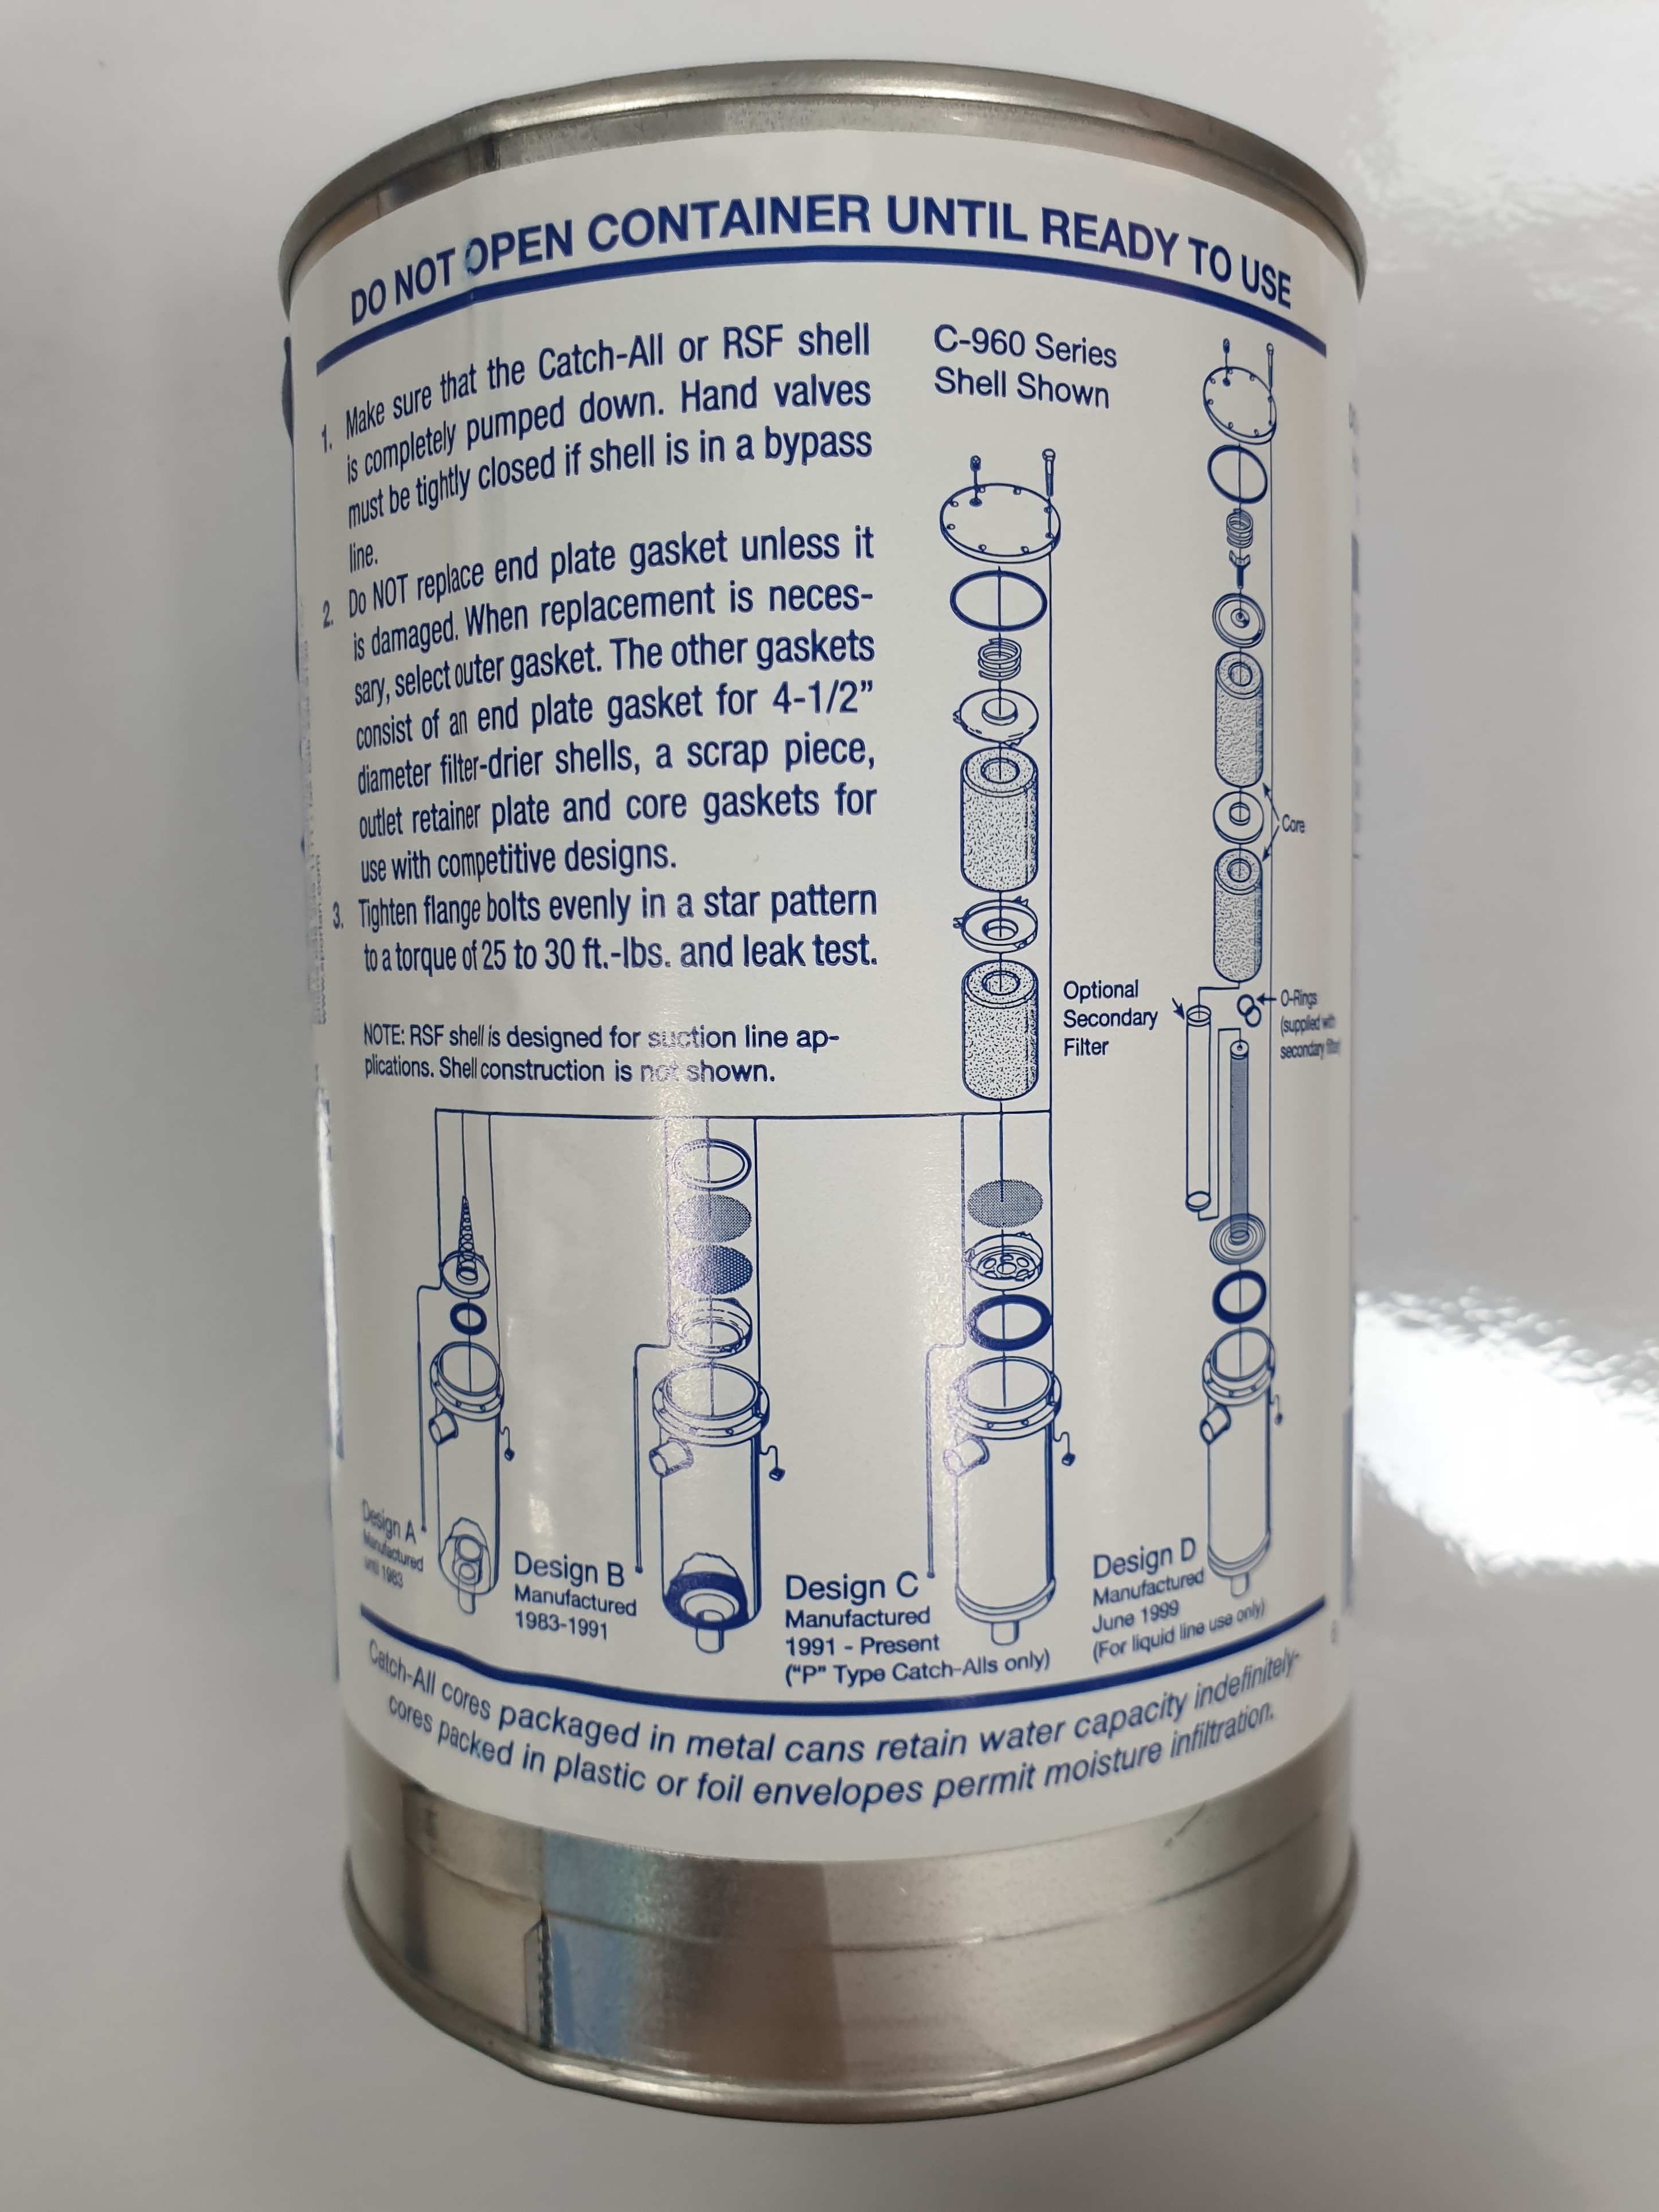 DO NOT OPEN CONTAINER UNTIL READY TO USE
1. Make sure that the Catch-All or RSF shell
is completely pumped down. Hand valves
must be tightly closed if shell is in a bypass
line.
2. Do NOT replace end plate gasket unless it
is damaged. When replacement is neces-
sary, select outer gasket. The other gaskets
consist of an end plate gasket for 4-1/2”
diameter filter-drier shells, a scrap piece,
outlet retainer plate and core gaskets for
use with competitive designs.
3. Tighten flange bolts evenly in a star pattern
to a torque of 25 to 30 ft.-lbs. and leak test.
NOTE: RSF shell is designed for suction line ap-
plications. Shell construction is not shown.
C-960 Series
Shell Shown
Core
Optional
Secondary
Filter
O-Rings
(supplied with
secondary filter)
Design A
Manufactured
until 1983
Design B
Manufactured
1983-1991
Design C
Manufactured
1991 - Present
(“P” Type Catch-Alls only)
Design D
Manufactured
June 1999
(For liquid line use only)
Catch-All cores packaged in metal cans retain water capacity indefinitely-
cores packed in plastic or foil envelopes permit moisture infiltration.